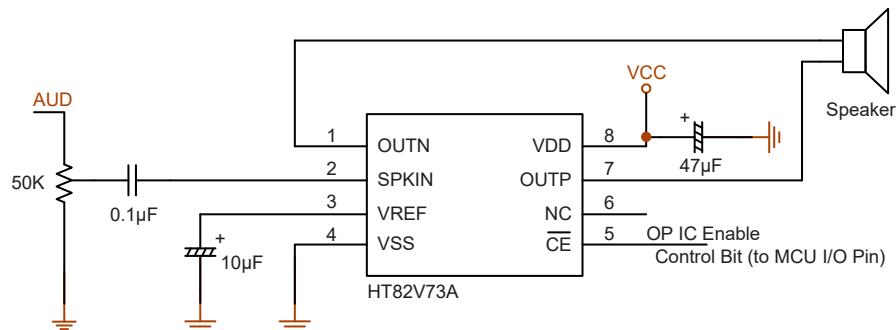 VCC
Speaker
AUD
50K
0.1µF
10µF
+
+
47µF
1
2
3
4
OUTN
SPKIN
VREF
VSS
VDD
OUTP
NC
CE
8
7
6
5
OP IC Enable
Control Bit (to MCU I/O Pin)
HT82V73A